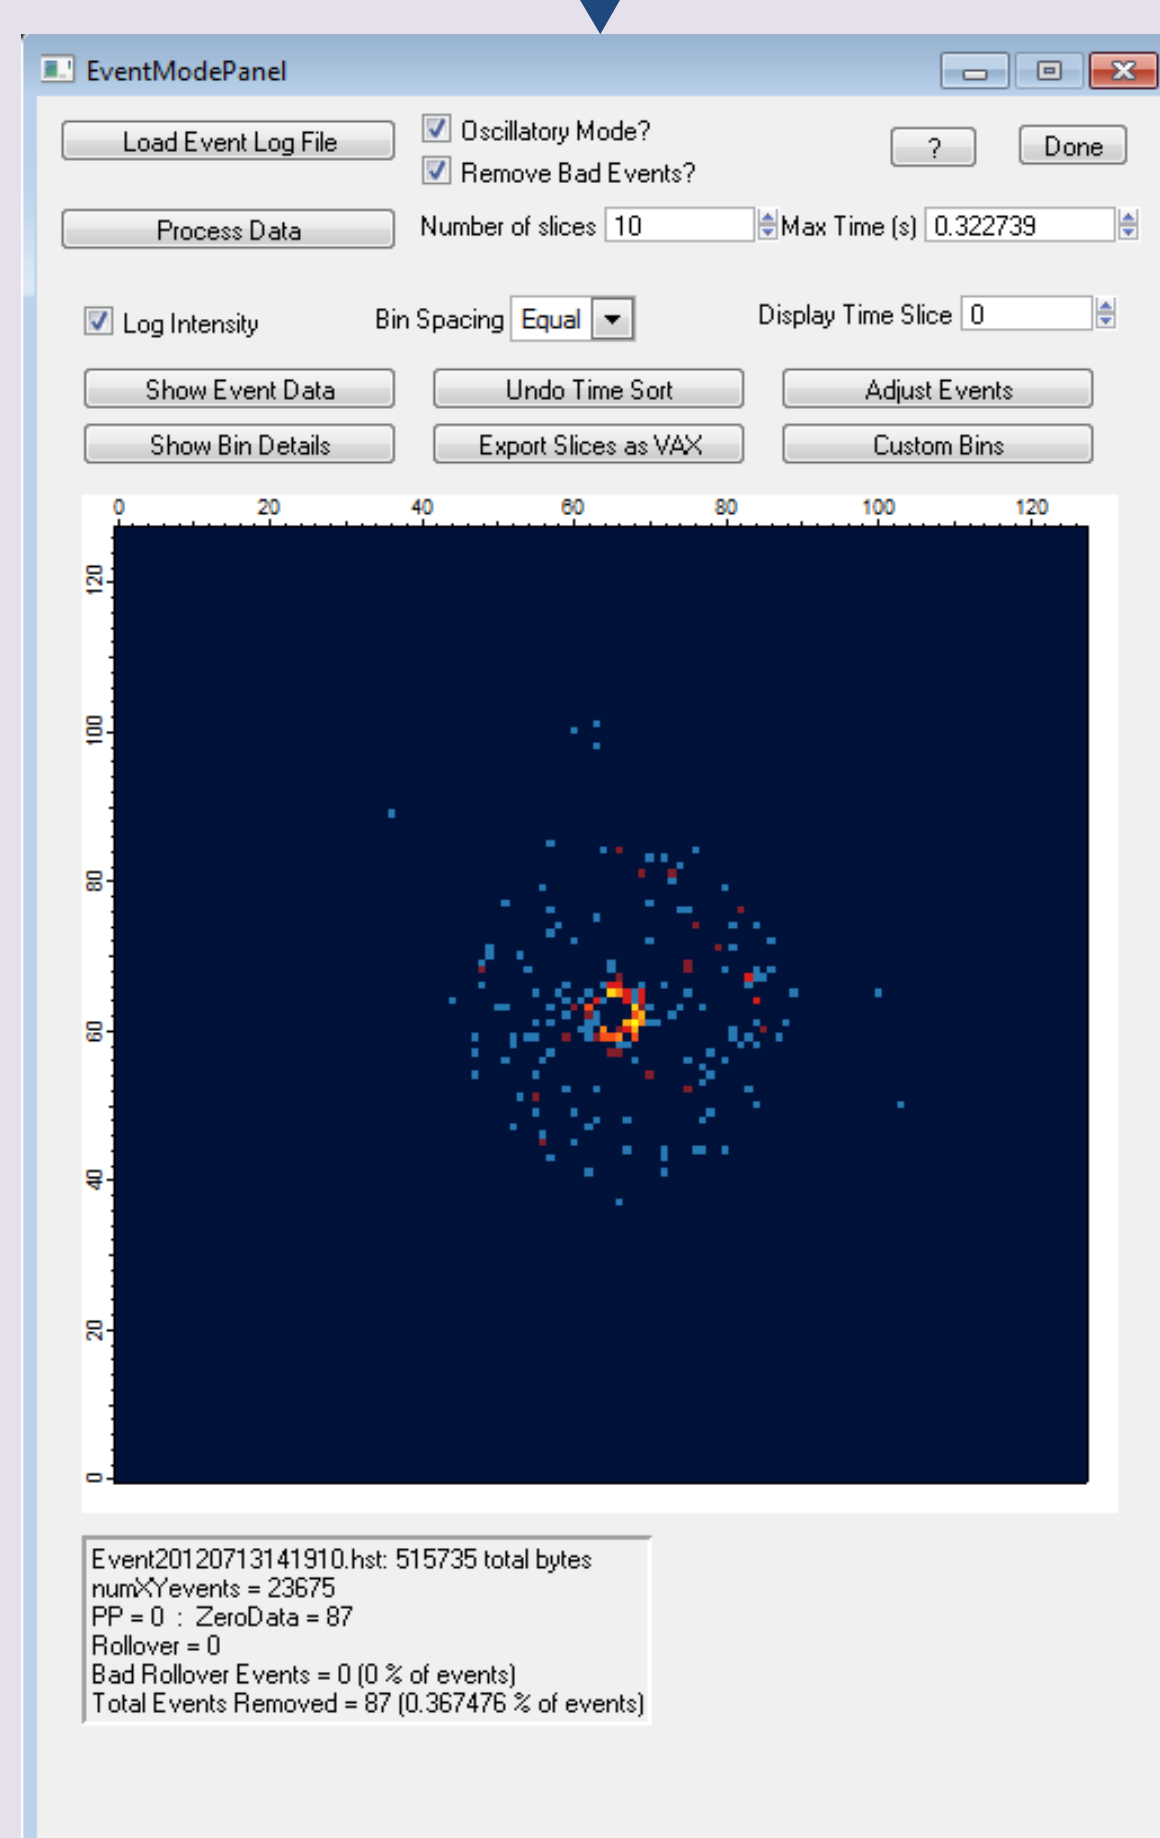 EventModePanel
Load Event Log File
Oscillatory Mode?
Remove Bad Events?
?
Done
Process Data
Number of slices 10
Max Time (s) 0.322739
Log Intensity
Bin Spacing Equal
Display Time Slice 0
Show Event Data
Undo Time Sort
Adjust Events
Show Bin Details
Export Slices as VAX
Custom Bins
0 20 40 60 80 100 120
120
100
80
60
40
20
0
Event20120713141910.hst: 515735 total bytes
numXYevents = 23675
PP = 0 : ZeroData = 87
Rollover = 0
Bad Rollover Events = 0 (0 % of events)
Total Events Removed = 87 (0.367476 % of events)